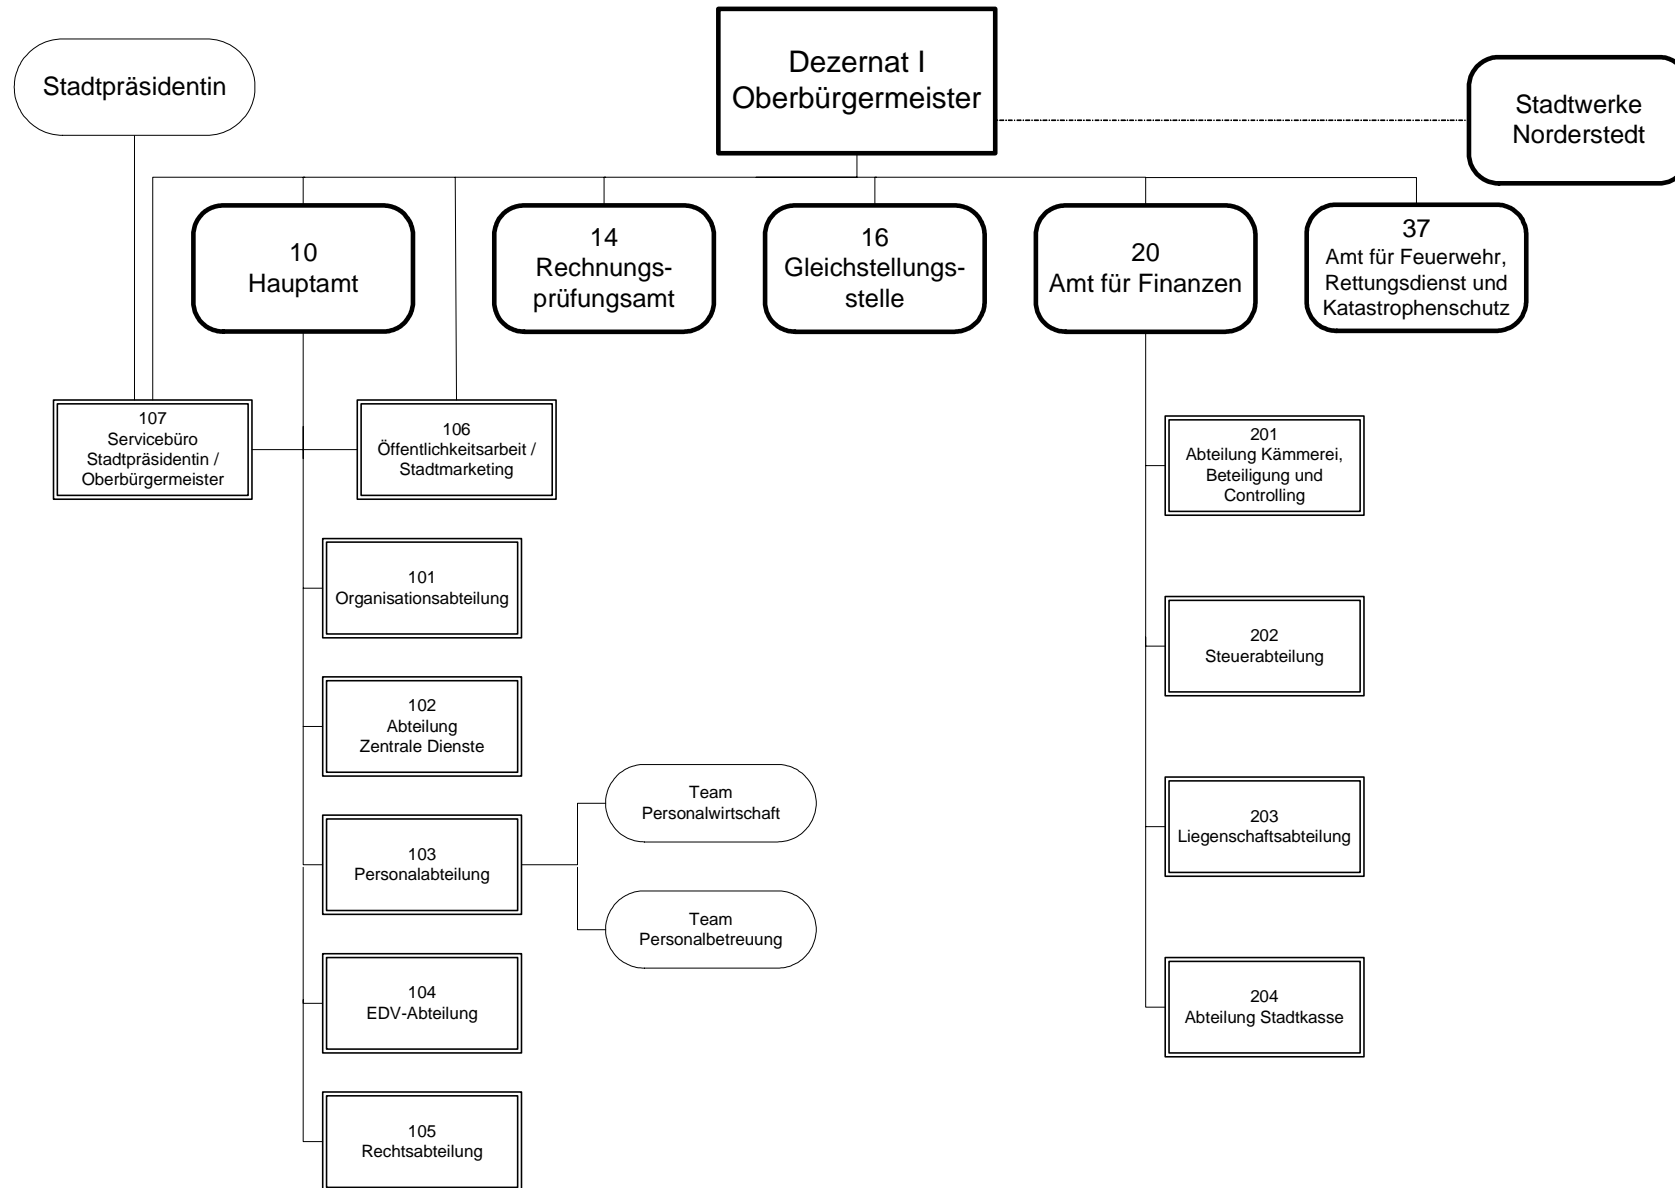 Stadtpräsidentin
Dezernat I
Oberbürgermeister
Stadtwerke
Norderstedt
10
Hauptamt
14
Rechnungs-
prüfungsamt
16
Gleichstellungs-
stelle
20
Amt für Finanzen
37
Amt für Feuerwehr,
Rettungsdienst und
Katastrophenschutz
107
Servicebüro
Stadtpräsidentin /
Oberbürgermeister
106
Öffentlichkeitsarbeit /
Stadtmarketing
201
Abteilung Kämmerei,
Beteiligung und
Controlling
101
Organisationsabteilung
202
Steuerabteilung
102
Abteilung
Zentrale Dienste
Team
Personalwirtschaft
103
Personalabteilung
203
Liegenschaftsabteilung
Team
Personalbetreuung
104
EDV-Abteilung
204
Abteilung Stadtkasse
105
Rechtsabteilung